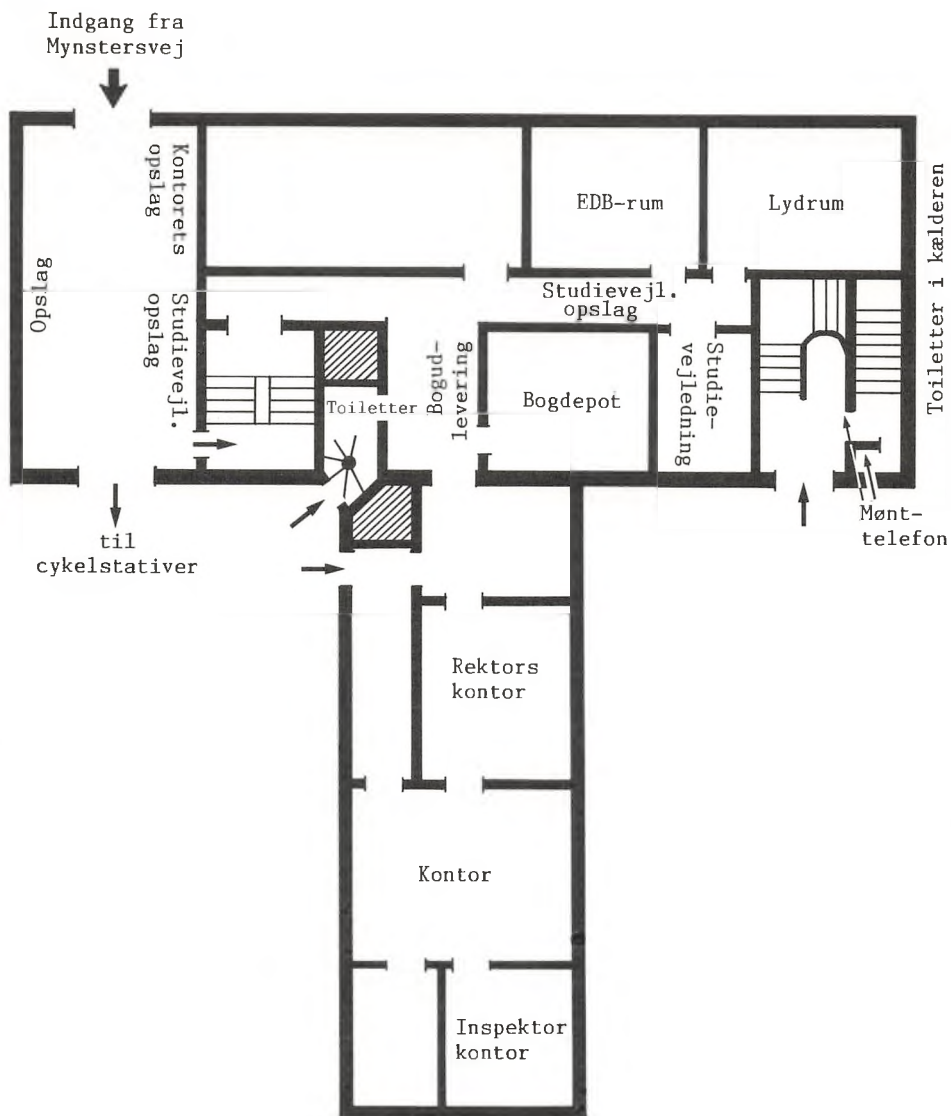 Indgang fra
Mynstersvej
Kontorets
opslag
Opslag
Studievejl.
opslag
EDB-rum
Lydrum
Toiletter i kælderen
Studievejl.
opslag
Toiletter
Bogud-
levering
Bogdepot
Studie-
vejledning
Mønt-
telefon
til
cykelstativer
Rektors
kontor
Kontor
Inspektor
kontor